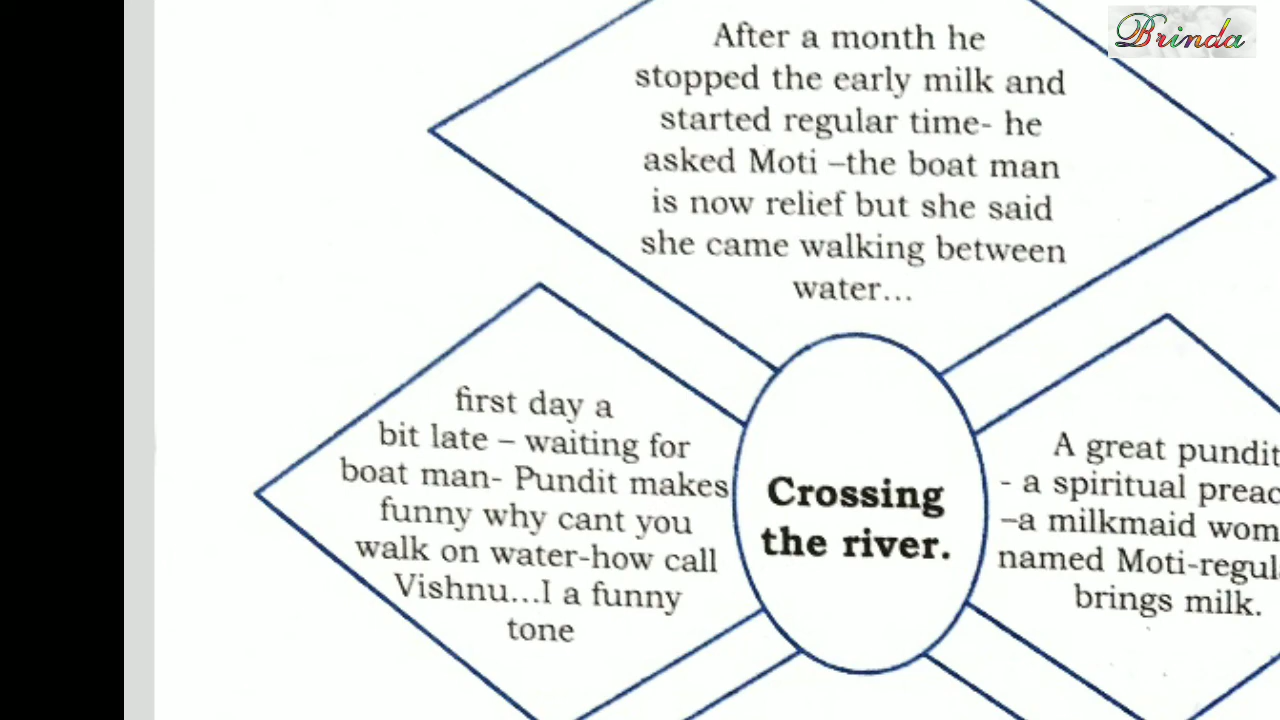 Brinda
After a month he
stopped the early milk and
started regular time- he
asked Moti –the boat man
is now relief but she said
she came walking between
water...
first day a
bit late – waiting for
boat man- Pundit makes
funny why cant you
walk on water-how call
Vishnu...I a funny
tone
Crossing
the river.
A great pundit
- a spiritual
–a milkmaid
named
brings milk.